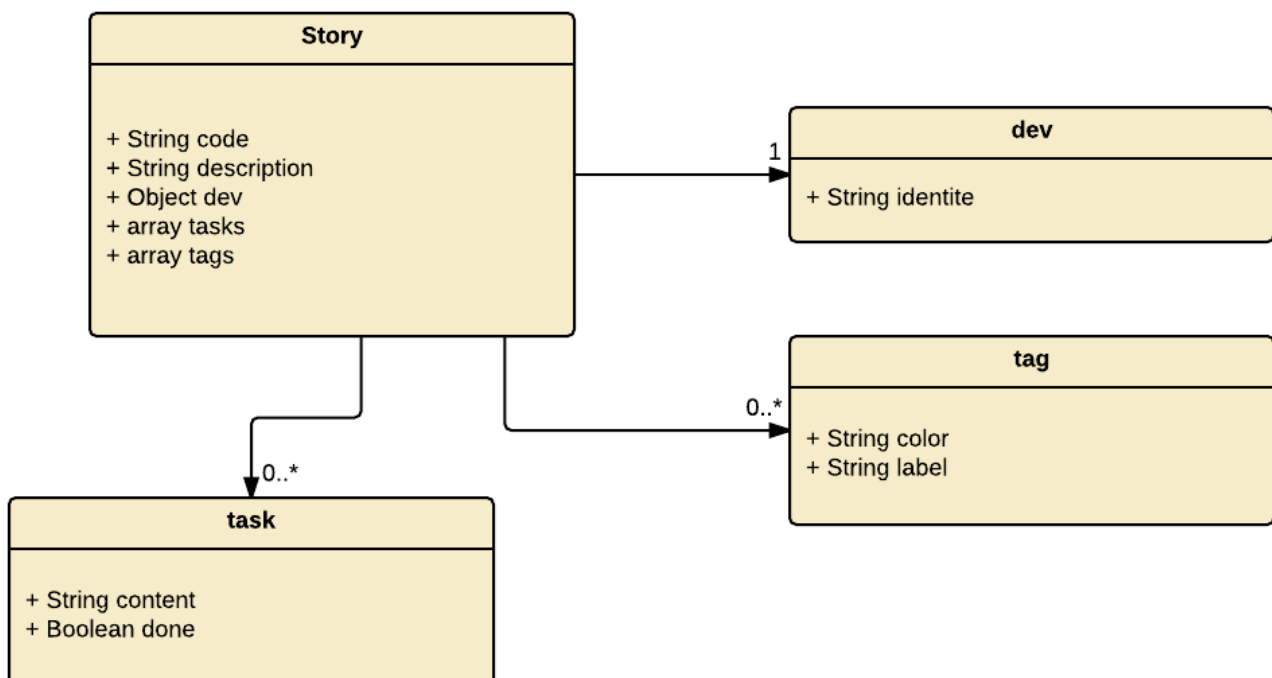 Story
+ String code
+ String description
+ Object dev
+ array tasks
+ array tags
1
dev
+ String identite
0..*
tag
+ String color
+ String label
0..*
task
+ String content
+ Boolean done